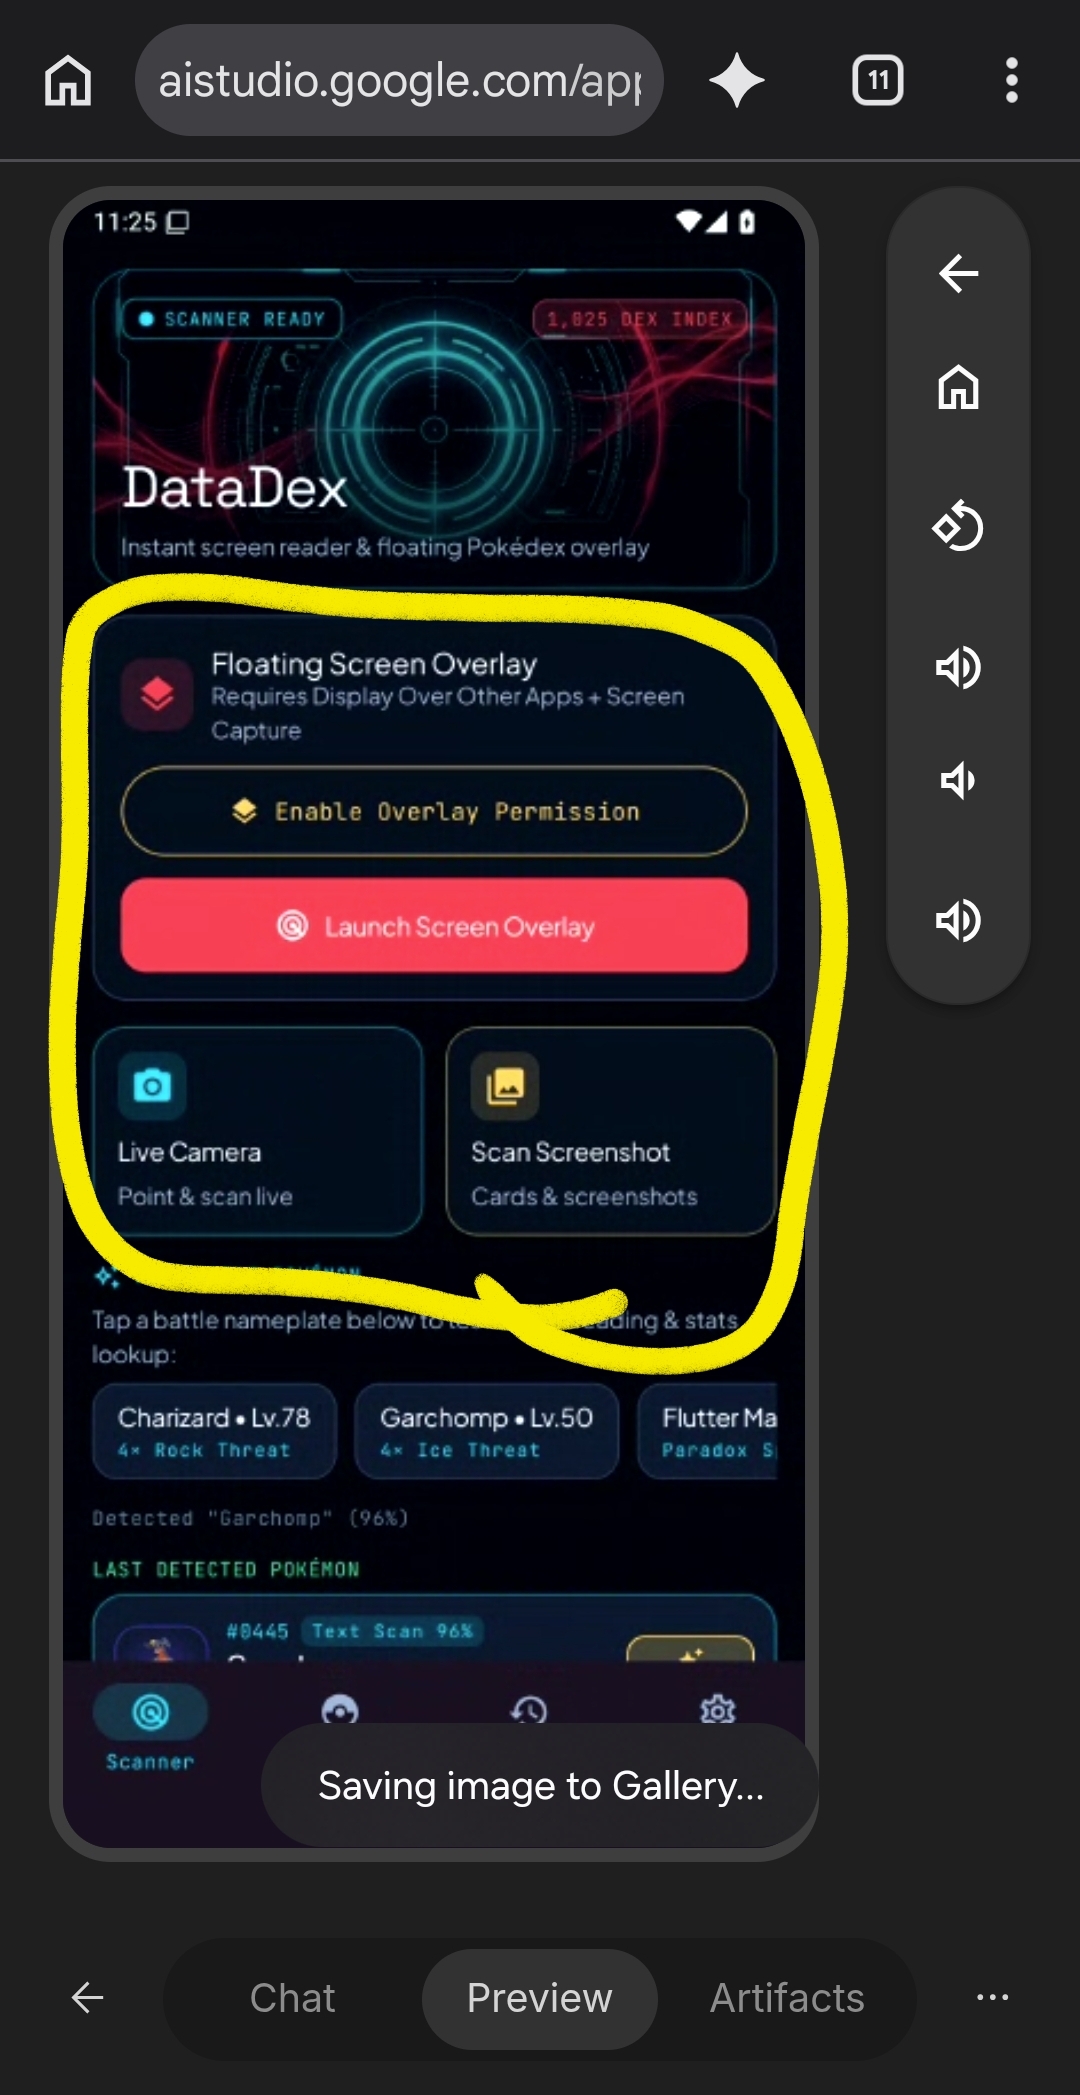 aistudio.google.com/app
11
11:25
SCANNER READY
1,025 DEX INDEX
DataDex
Instant screen reader & floating Pokédex overlay
Floating Screen Overlay
Requires Display Over Other Apps + Screen
Capture
Enable Overlay Permission
Launch Screen Overlay
Live Camera
Point & scan live
Scan Screenshot
Cards & screenshots
POKÉMON
Tap a battle nameplate below to & stats
lookup:
Charizard • Lv.78
4× Rock Threat
Garchomp • Lv.50
4× Ice Threat
Flutter Ma
Paradox S
Detected "Garchomp" (96%)
LAST DETECTED POKÉMON
#0445
Text Scan 96%
Scanner
Saving image to Gallery...
Chat
Preview
Artifacts